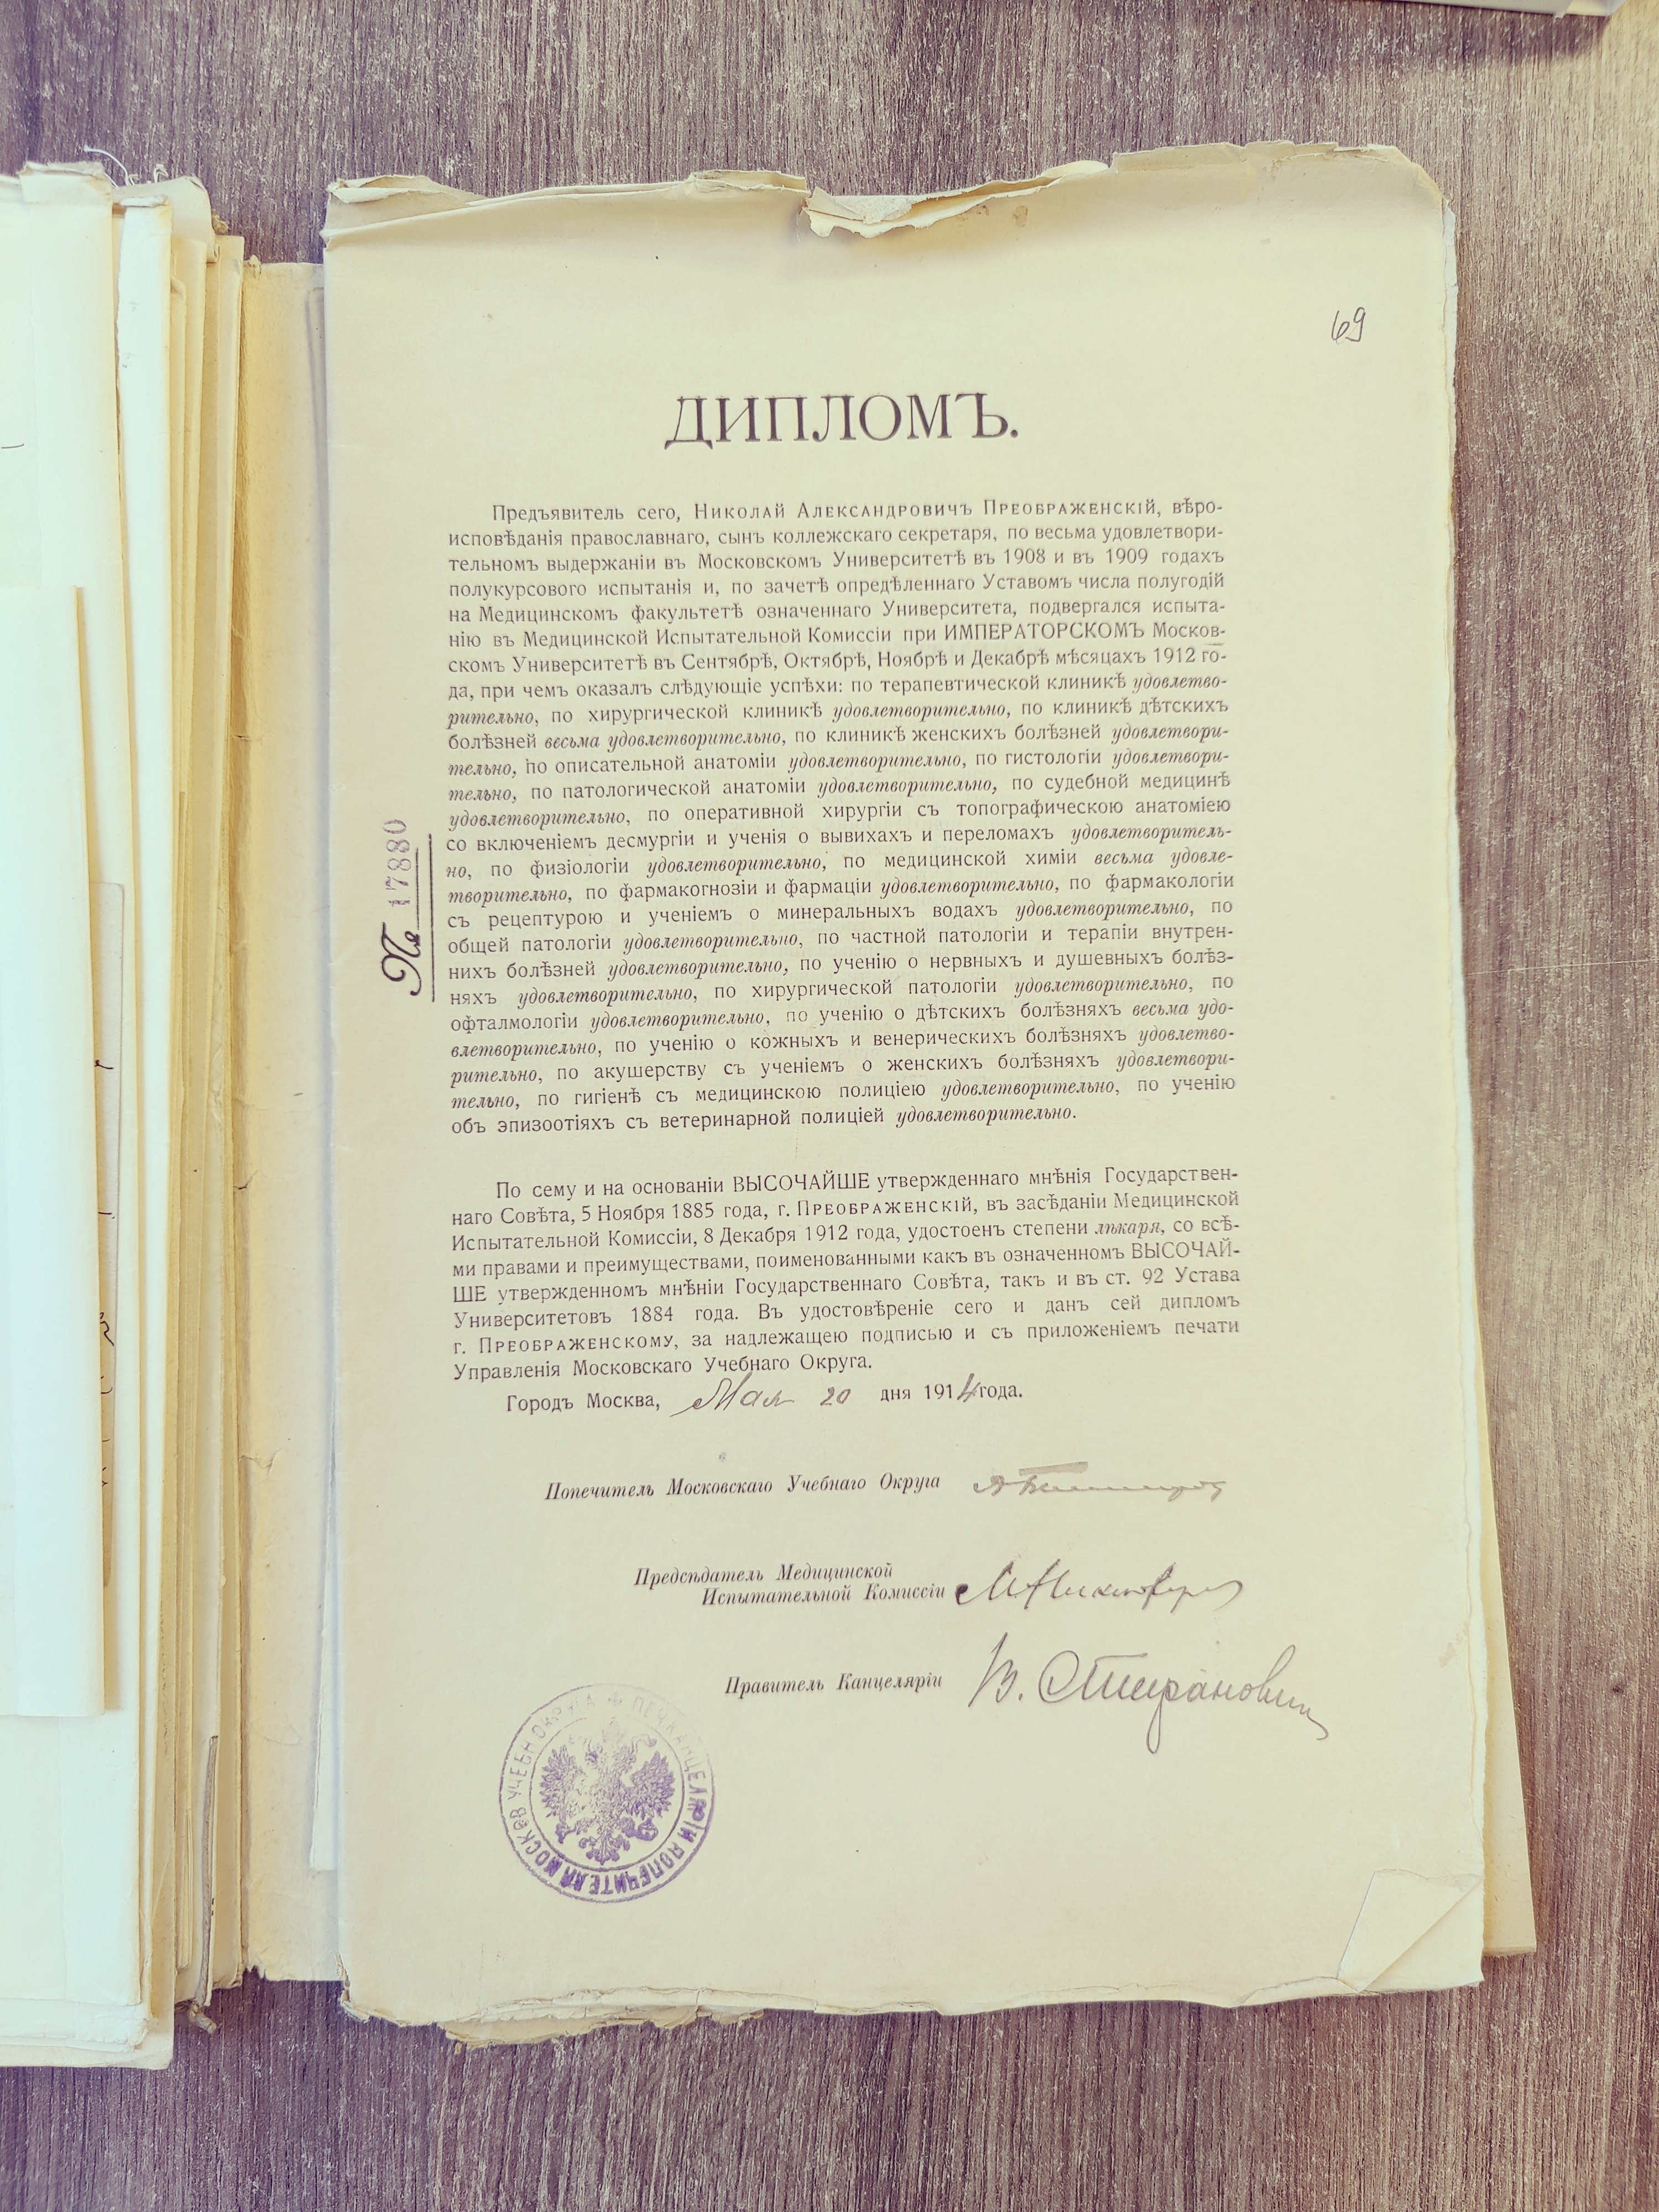 69
ДИПЛОМЪ.
Предъявитель сего, Николай Александровичъ Преображенскій, вѣро-
исповѣданія православнаго, сынъ коллежскаго секретаря, по весьма удовлетвори-
тельномъ выдержаніи въ Московскомъ Университетѣ въ 1908 и въ 1909 годахъ
полукурсового испытанія и, по зачетѣ опредѣленнаго Уставомъ числа полугодій
на Медицинскомъ факультетѣ означеннаго Университета, подвергался испыта-
нію въ Медицинской Испытательной Комиссіи при ИМПЕРАТОРСКОМЪ Москов-
скомъ Университетѣ въ Сентябрѣ, Октябрѣ, Ноябрѣ и Декабрѣ мѣсяцахъ 1912 го-
да, при чемъ оказалъ слѣдующіе успѣхи: по терапевтической клиникѣ удовлетво-
рительно, по хирургической клиникѣ удовлетворительно, по клиникѣ дѣтскихъ
болѣзней весьма удовлетворительно, по клиникѣ женскихъ болѣзней удовлетвори-
тельно, по описательной анатоміи удовлетворительно, по гистологіи удовлетвори-
тельно, по патологической анатоміи удовлетворительно, по судебной медицинѣ
удовлетворительно, по оперативной хирургіи съ топографическою анатоміею
со включеніемъ десмургіи и ученія о вывихахъ и переломахъ удовлетворитель-
но, по физіологіи удовлетворительно, по медицинской химіи весьма удовле-
творительно, по фармакогнозіи и фармаціи удовлетворительно, по фармакологіи
съ рецептурою и ученіемъ о минеральныхъ водахъ удовлетворительно, по
общей патологіи удовлетворительно, по частной патологіи и терапіи внутрен-
нихъ болѣзней удовлетворительно, по ученію о нервныхъ и душевныхъ болѣз-
няхъ удовлетворительно, по хирургической патологіи удовлетворительно, по
офталмологіи удовлетворительно, по ученію о дѣтскихъ болѣзняхъ весьма удо-
влетворительно, по ученію о кожныхъ и венерическихъ болѣзняхъ удовлетво-
рительно, по акушерству съ ученіемъ о женскихъ болѣзняхъ удовлетвори-
тельно, по гигіенѣ съ медицинскою полиціею удовлетворительно, по ученію
объ эпизоотіяхъ съ ветеринарной полиціей удовлетворительно.
№ 17880
По сему и на основаніи ВЫСОЧАЙШЕ утвержденнаго мнѣнія Государствен-
наго Совѣта, 5 Ноября 1885 года, г. Преображенскій, въ засѣданіи Медицинской
Испытательной Комиссіи, 8 Декабря 1912 года, удостоенъ степени лѣкаря, со всѣ-
ми правами и преимуществами, поименованными какъ въ означенномъ ВЫСОЧАЙ-
ШЕ утвержденномъ мнѣніи Государственнаго Совѣта, такъ и въ ст. 92 Устава
Университетовъ 1884 года. Въ удостовѣреніе сего и данъ сей дипломъ
г. Преображенскому, за надлежащею подписью и съ приложеніемъ печати
Управленія Московскаго Учебнаго Округа.
Городъ Москва, Мая 20 дня 1914 года.
Попечитель Московскаго Учебнаго Округа
Предсѣдатель Медицинской
Испытательной Комиссіи
Правитель Канцеляріи В.
ПЕЧ. КАНЦЕЛЯРІИ ПОПЕЧИТЕЛЯ МОСКОВ УЧЕБН ОКРУГА